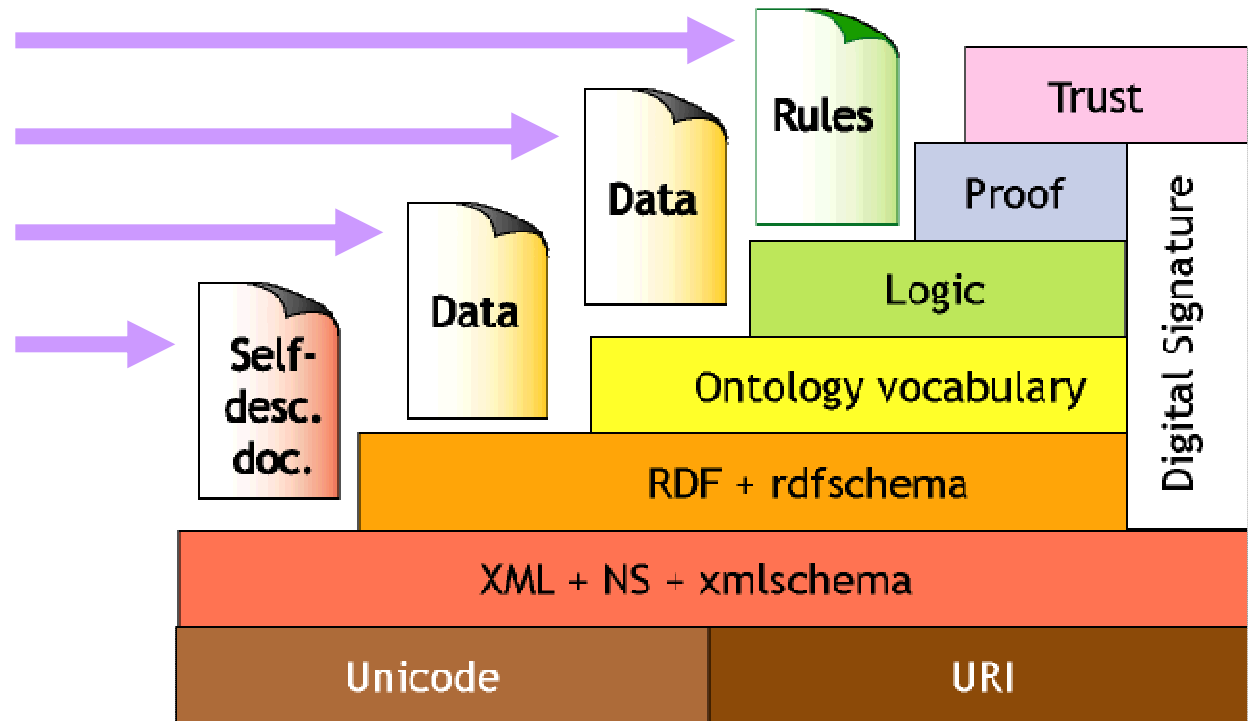 Rules
Trust
Data
Proof
Data
Logic
Self-
desc.
doc.
Ontology vocabulary
Digital Signature
RDF + rdfschema
XML + NS + xmlschema
Unicode
URI